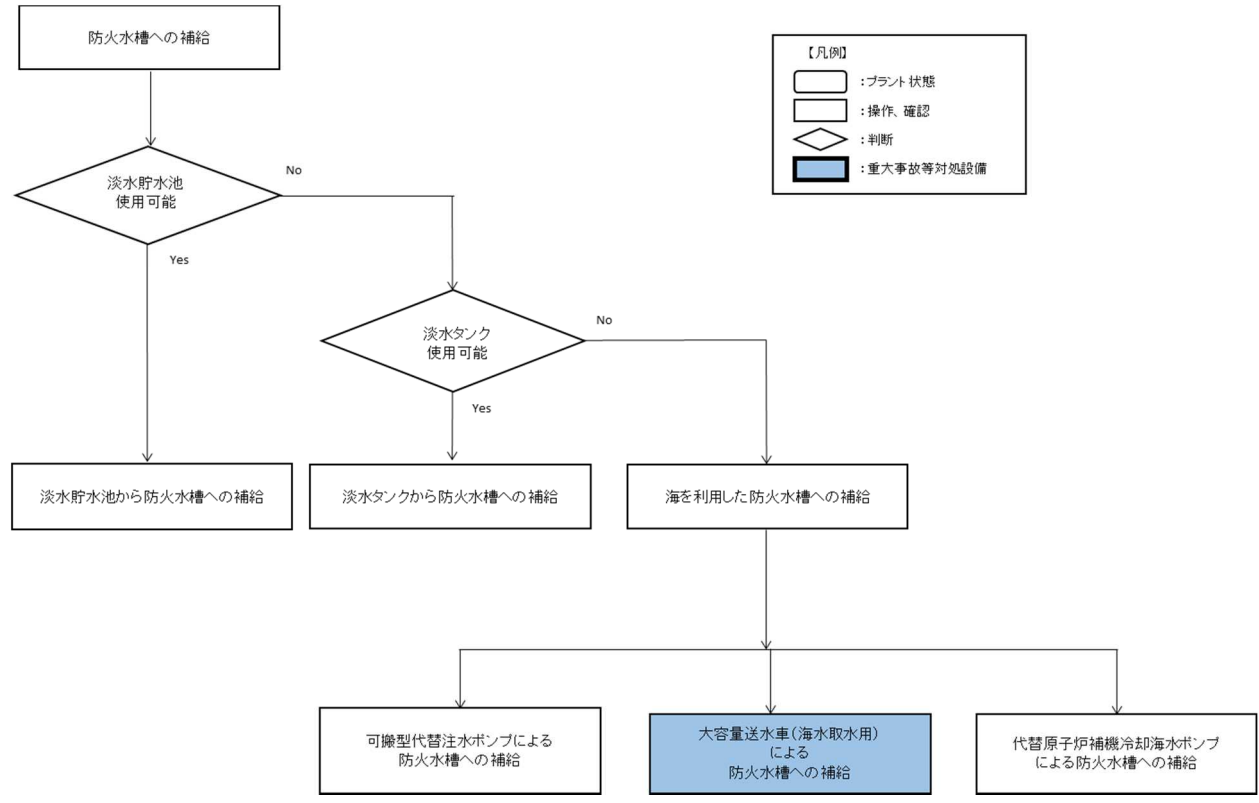 防火水槽への補給
【凡例】
:プラント状態
:操作、確認
:判断
:重大事故等対処設備
淡水貯水池
使用可能
No
Yes
淡水タンク
使用可能
No
Yes
淡水貯水池から防火水槽への補給
淡水タンクから防火水槽への補給
海を利用した防火水槽への補給
可搬型代替注水ポンプによる
防火水槽への補給
大容量送水車(海水取水用)
による
防火水槽への補給
代替原子炉補機冷却海水ポンプ
による防火水槽への補給